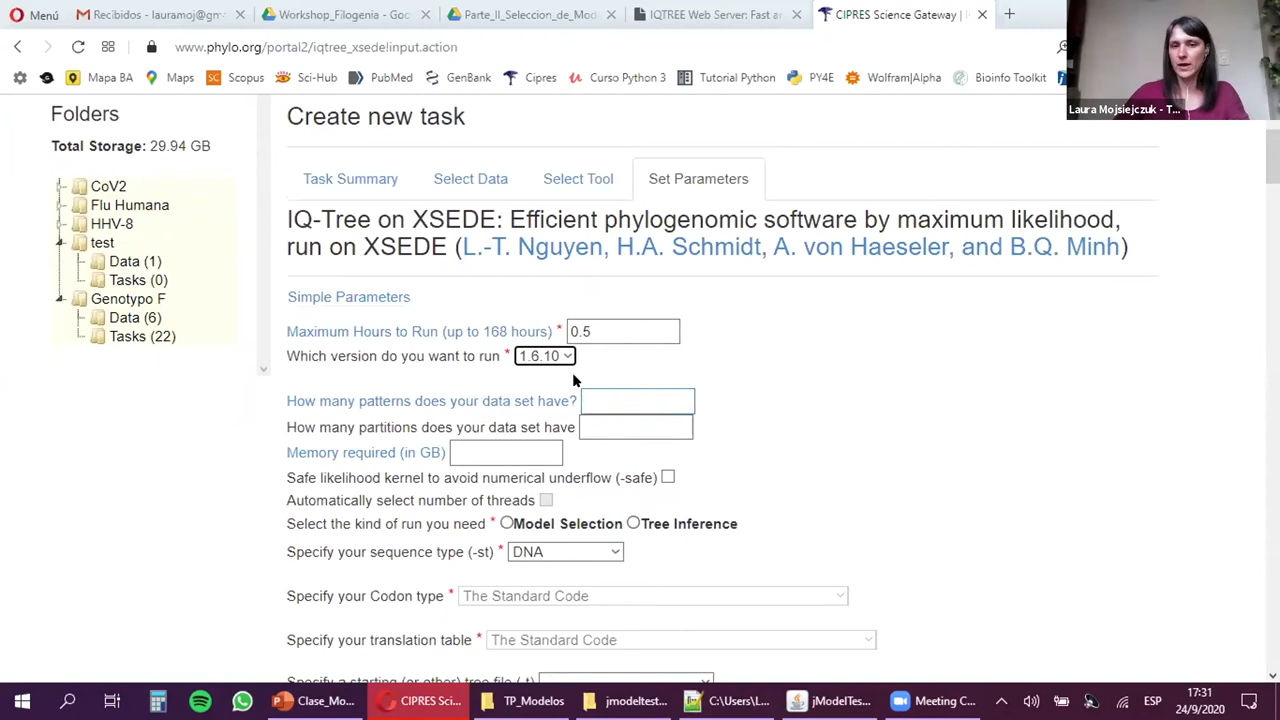 Menú
Recibidos - lauramoj@gm
Workshop_Filogenia - Goo
Parte_II_Seleccion_de_Mod
IQTREE Web Server: Fast an
CIPRES Science Gateway | H
www.phylo.org/portal2/iqtree_xsede!input.action
Mapa BA
Maps
Scopus
Sci-Hub
PubMed
GenBank
Cipres
Curso Python 3
Tutorial Python
PY4E
Wolfram|Alpha
Bioinfo Toolkit
Laura Mojsiejczuk - T...
Folders
Total Storage: 29.94 GB
CoV2
Flu Humana
HHV-8
test
Data (1)
Tasks (0)
Genotypo F
Data (6)
Tasks (22)
Create new task
Task Summary
Select Data
Select Tool
Set Parameters
IQ-Tree on XSEDE: Efficient phylogenomic software by maximum likelihood,
run on XSEDE (L.-T. Nguyen, H.A. Schmidt, A. von Haeseler, and B.Q. Minh)
Simple Parameters
Maximum Hours to Run (up to 168 hours) * 0.5
Which version do you want to run * 1.6.10
How many patterns does your data set have?
How many partitions does your data set have
Memory required (in GB)
Safe likelihood kernel to avoid numerical underflow (-safe)
Automatically select number of threads
Select the kind of run you need * Model Selection Tree Inference
Specify your sequence type (-st) * DNA
Specify your Codon type * The Standard Code
Specify your translation table * The Standard Code
Specify a starting (or other) tree file (-t)
Clase_Mo...
CIPRES Sci...
TP_Modelos
jmodeltest...
C:\Users\L...
jModelTes...
Meeting C...
ESP
17:31
24/9/2020